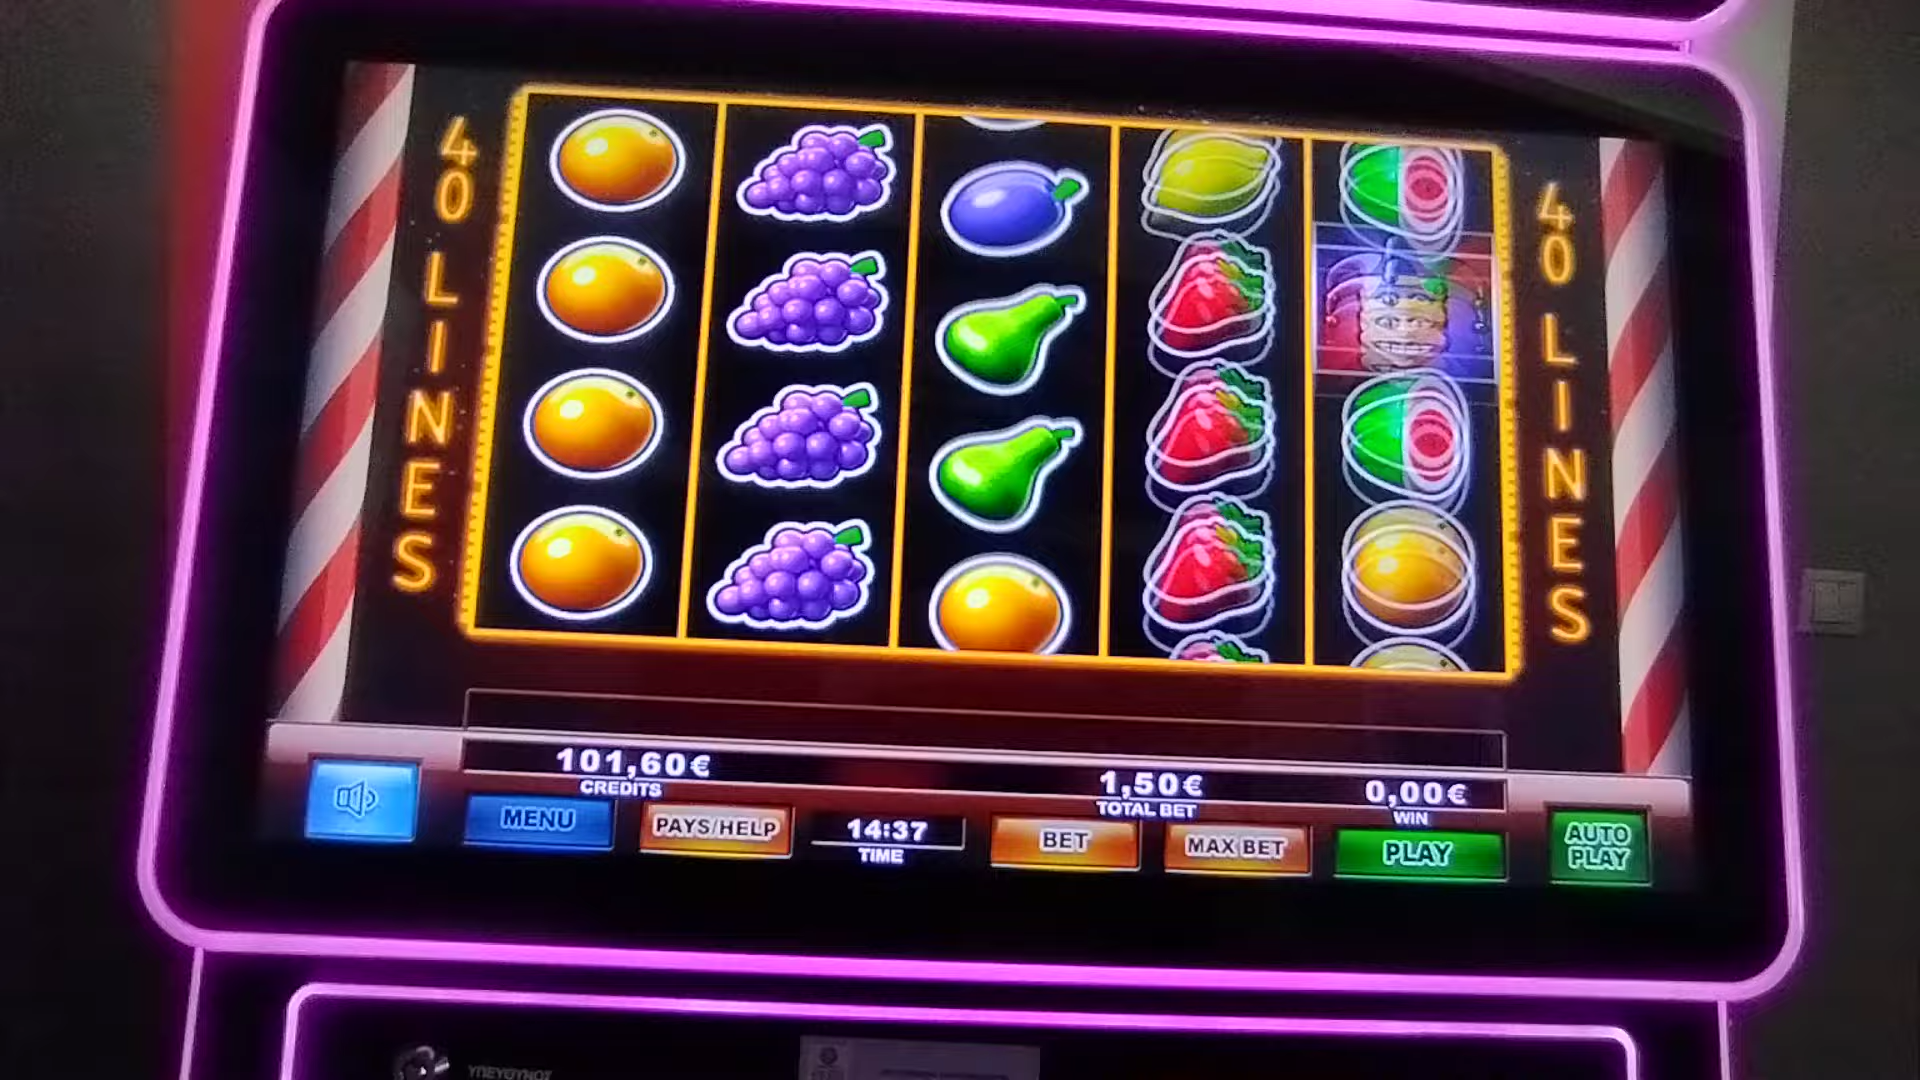 40 LINES
40 LINES
101,60€
CREDITS
1,50€
TOTAL BET
0,00€
WIN
MENU
PAYS/HELP
14:37
TIME
BET
MAX BET
PLAY
AUTO
PLAY
ΥΠΕΥΘΥΝΟΣ